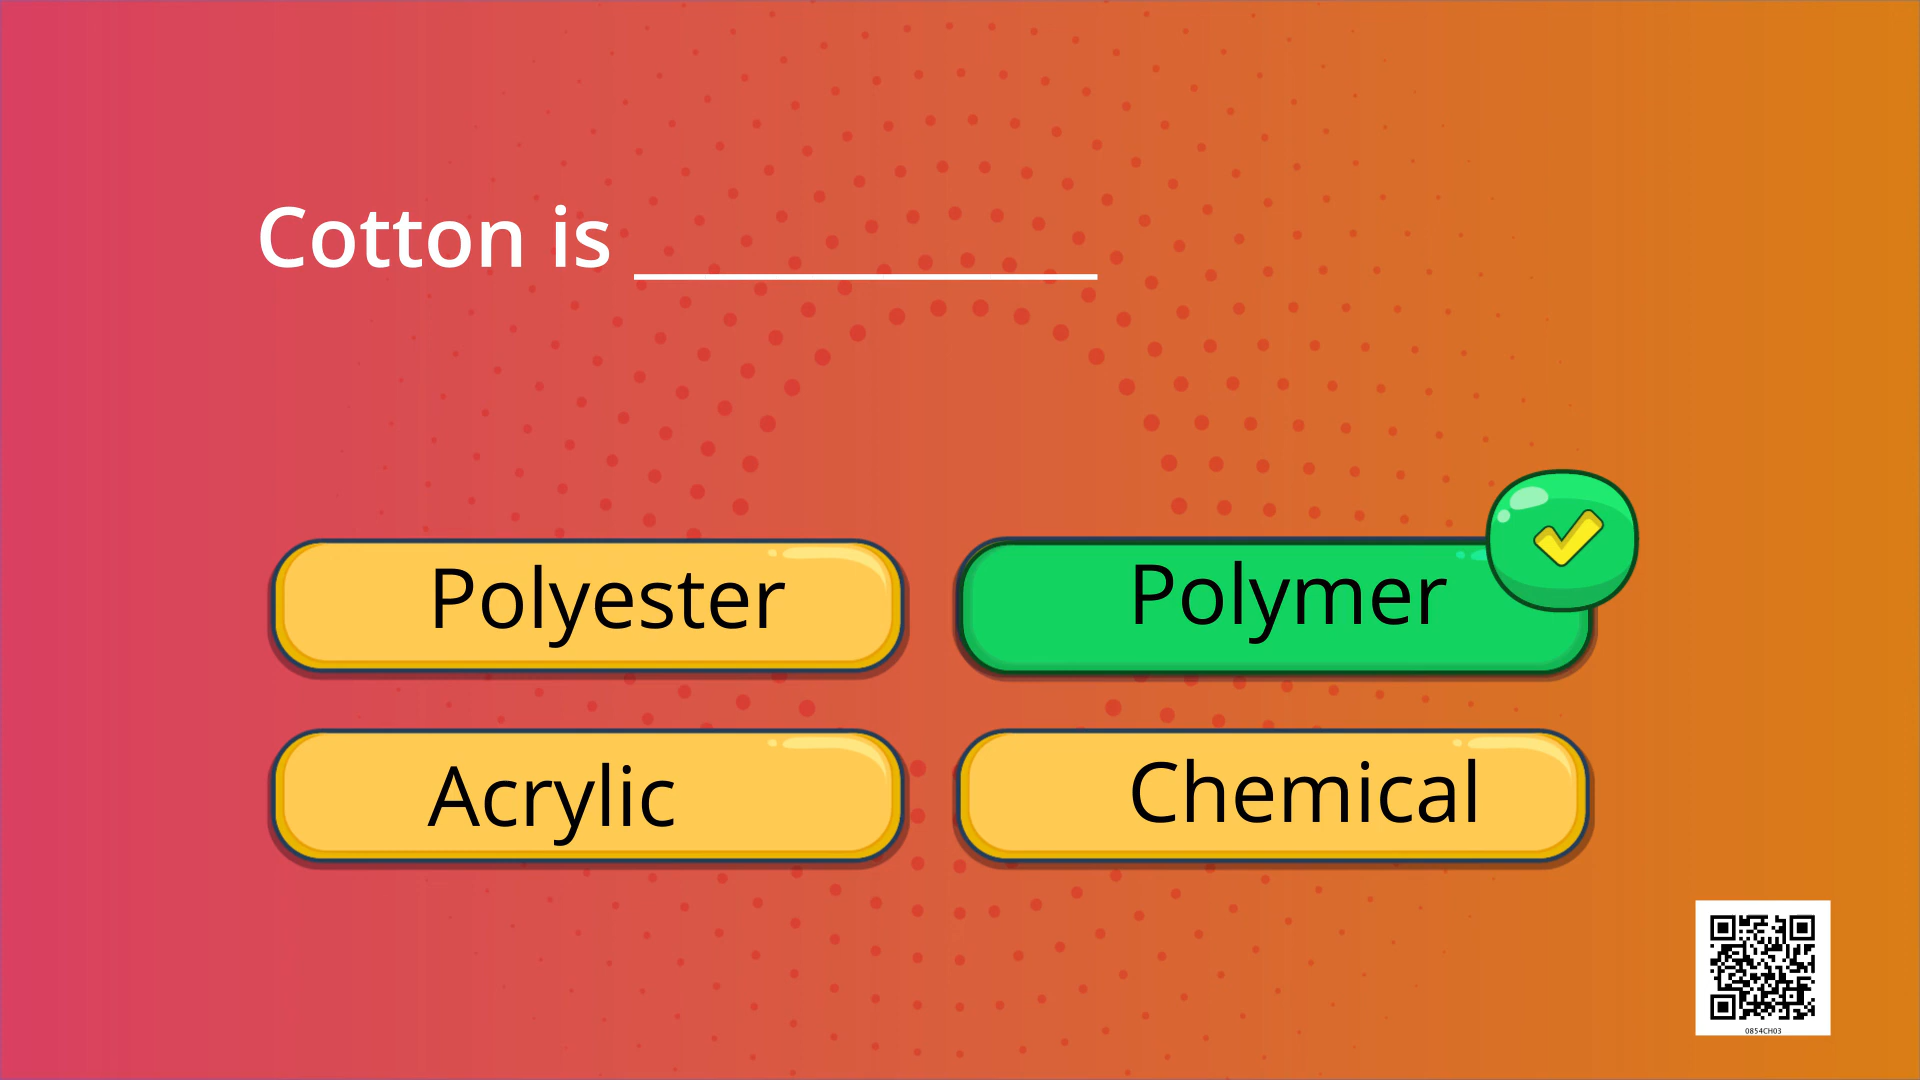 Cotton is ___________
Polyester
Polymer
Acrylic
Chemical
0854CH03